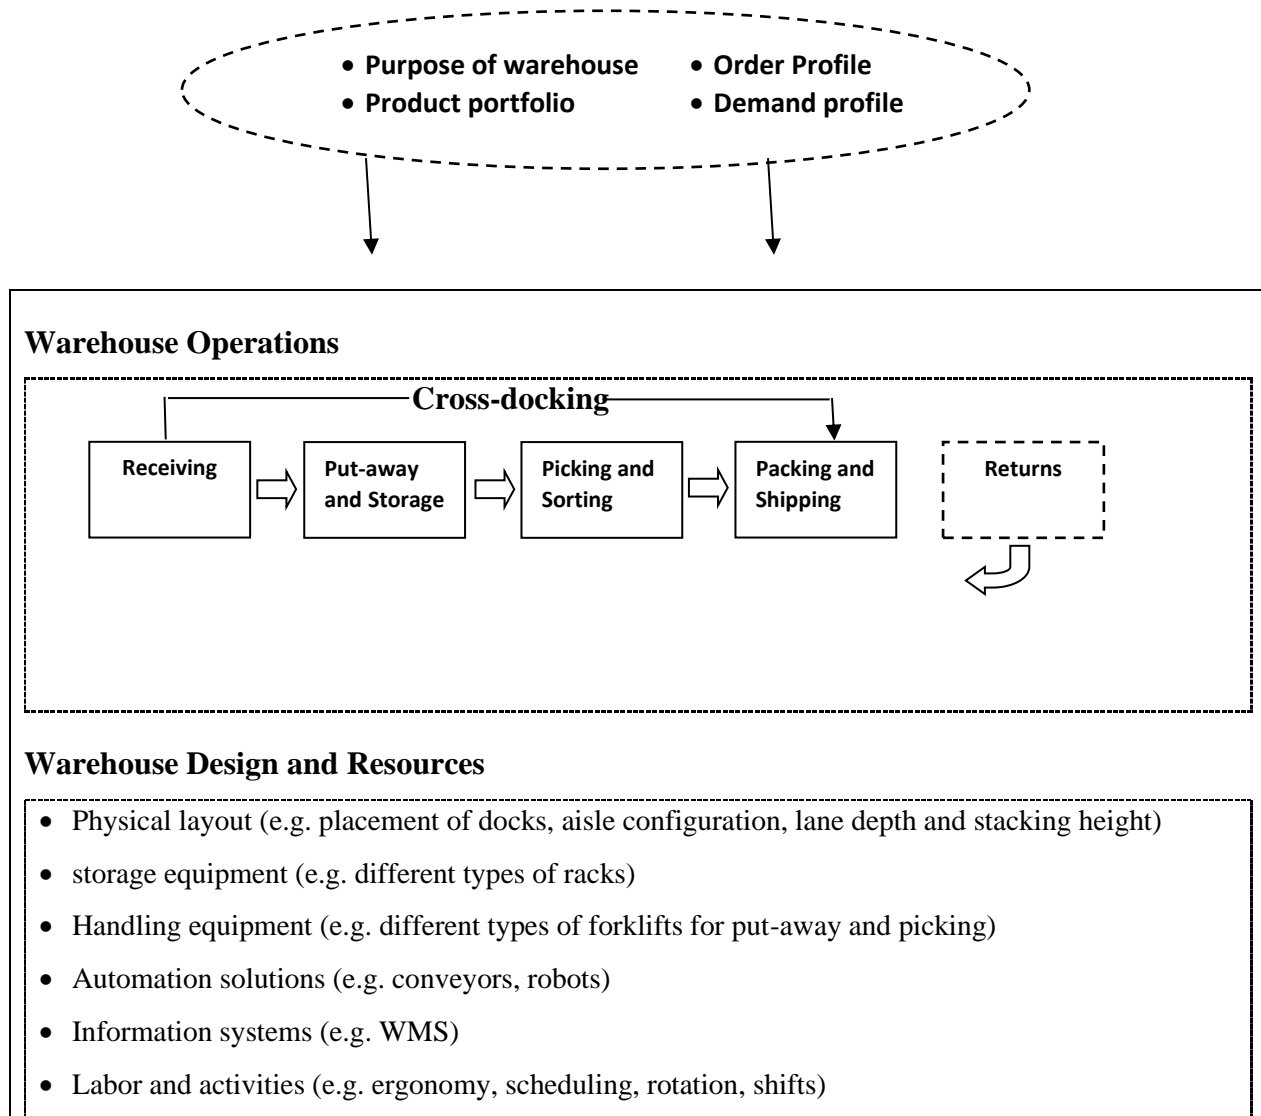 • Purpose of warehouse • Order Profile
• Product portfolio • Demand profile
Warehouse Operations
Cross-docking
Receiving
Put-away
and Storage
Picking and
Sorting
Packing and
Shipping
Returns
Warehouse Design and Resources
• Physical layout (e.g. placement of docks, aisle configuration, lane depth and stacking height)
• storage equipment (e.g. different types of racks)
• Handling equipment (e.g. different types of forklifts for put-away and picking)
• Automation solutions (e.g. conveyors, robots)
• Information systems (e.g. WMS)
• Labor and activities (e.g. ergonomy, scheduling, rotation, shifts)